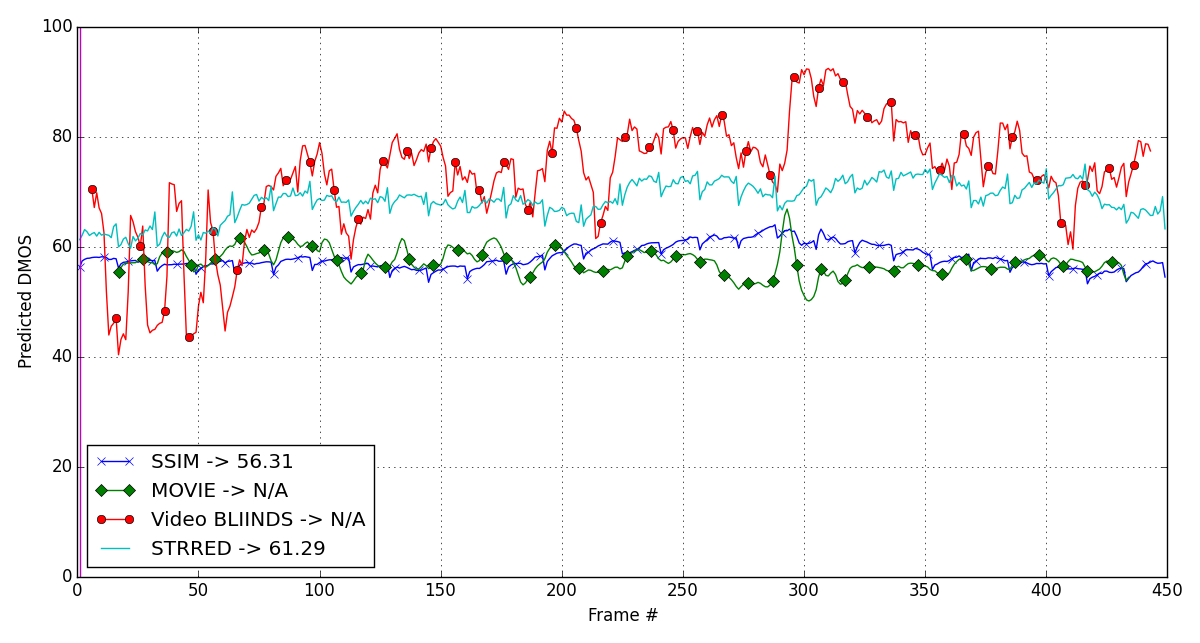 100
80
60
40
20
0
Predicted DMOS
SSIM -> 56.31
MOVIE -> N/A
Video BLIINDS -> N/A
STRRED -> 61.29
0 50 100 150 200 250 300 350 400 450
Frame #